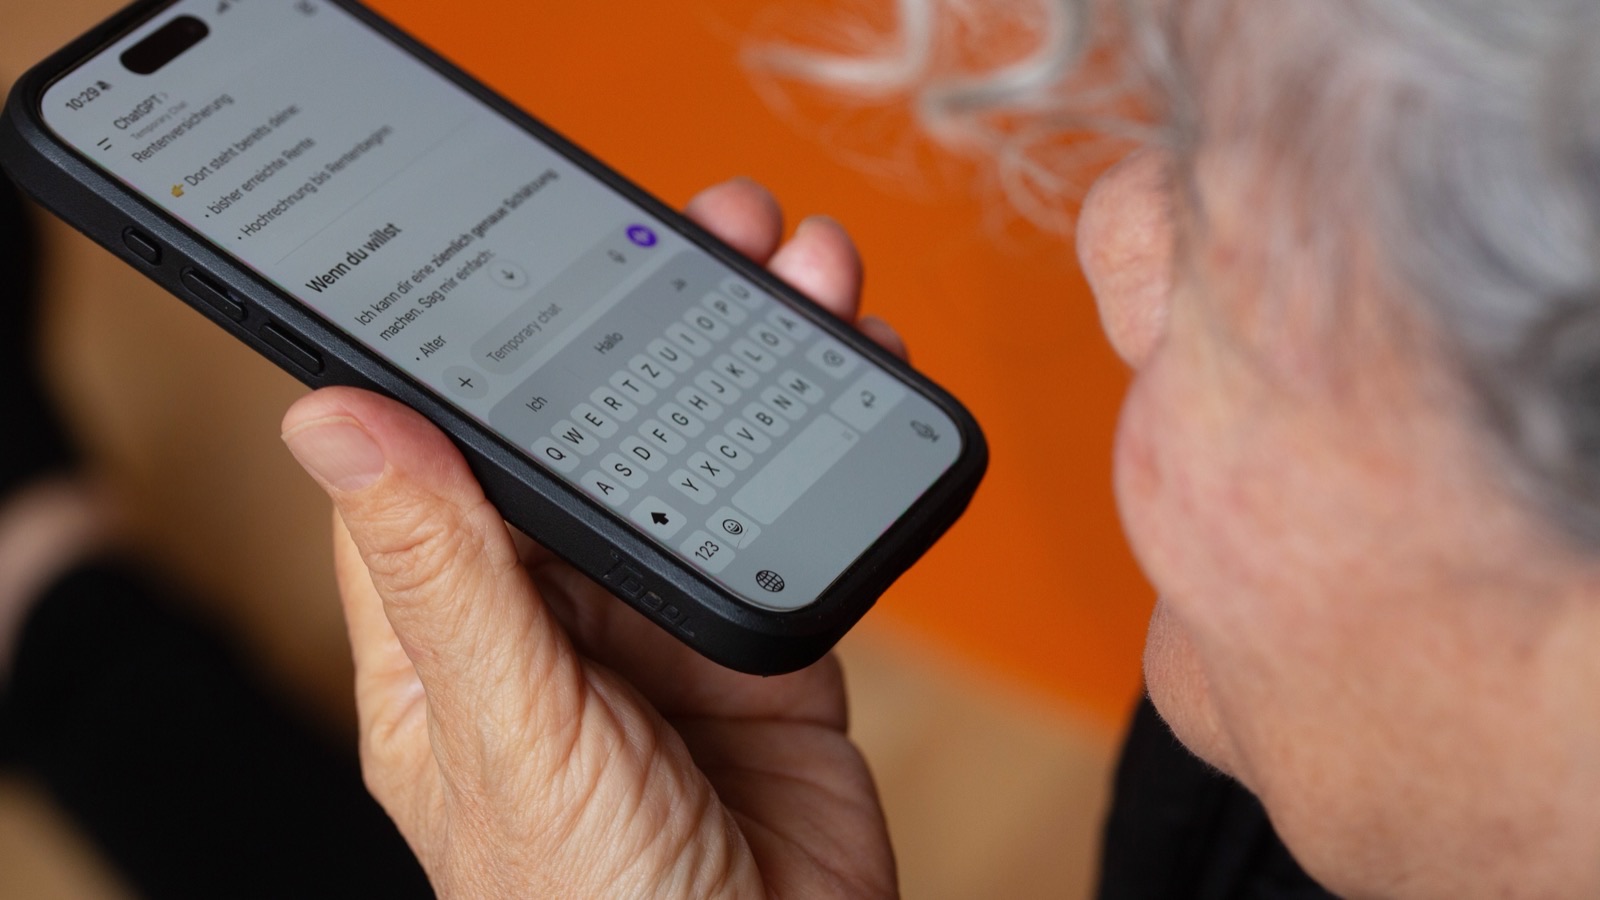 10:29
ChatGPT
Temporary Chat
Rentenversicherung
👉 Dort steht bereits deine:
• bisher erreichte Rente
• Hochrechnung bis Rentenbeginn
Wenn du willst
Ich kann dir eine ziemlich genaue Schätzung
machen. Sag mir einfach:
• Alter
Temporary chat
Ich Hallo Ja
Q W E R T Z U I O P Ü
A S D F G H J K L Ö Ä
Y X C V B N M
123